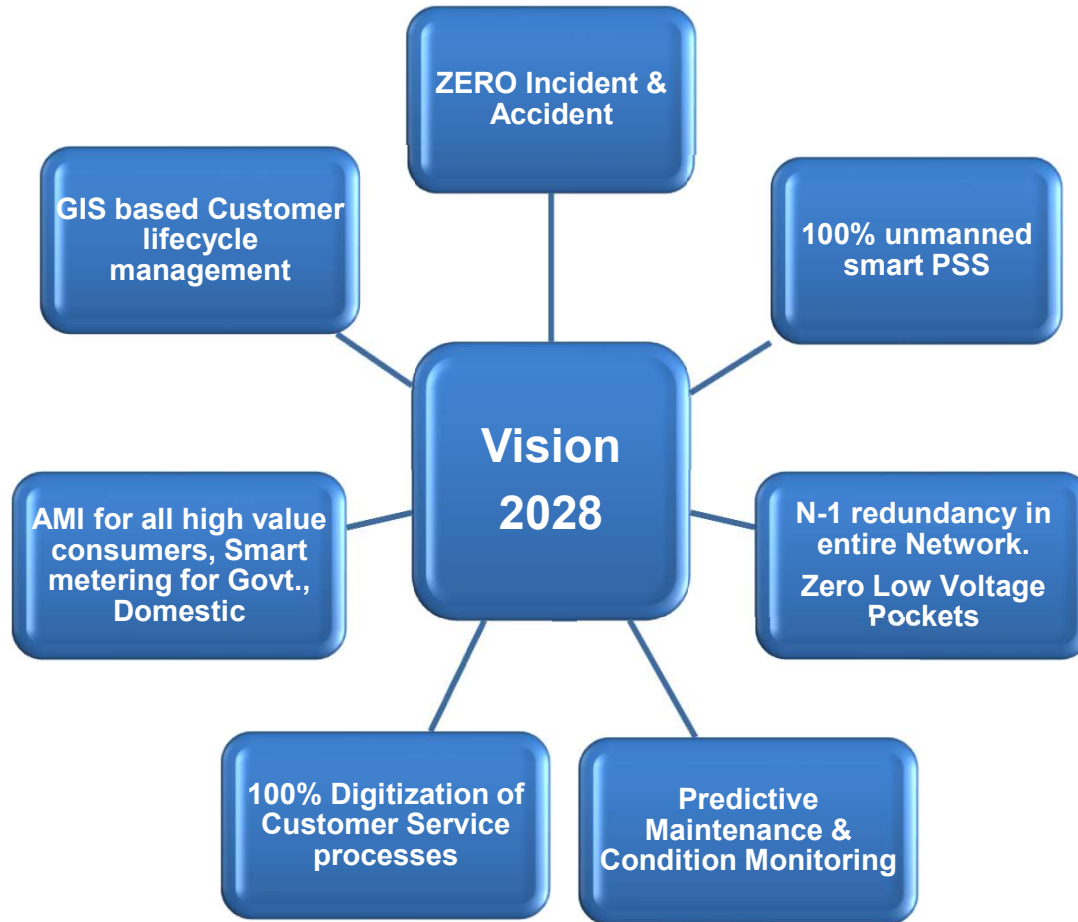 ZERO Incident &
Accident
GIS based Customer
lifecycle
management
100% unmanned
smart PSS
Vision
2028
AMI for all high value
consumers, Smart
metering for Govt.,
Domestic
N-1 redundancy in
entire Network.
Zero Low Voltage
Pockets
100% Digitization of
Customer Service
processes
Predictive
Maintenance &
Condition Monitoring